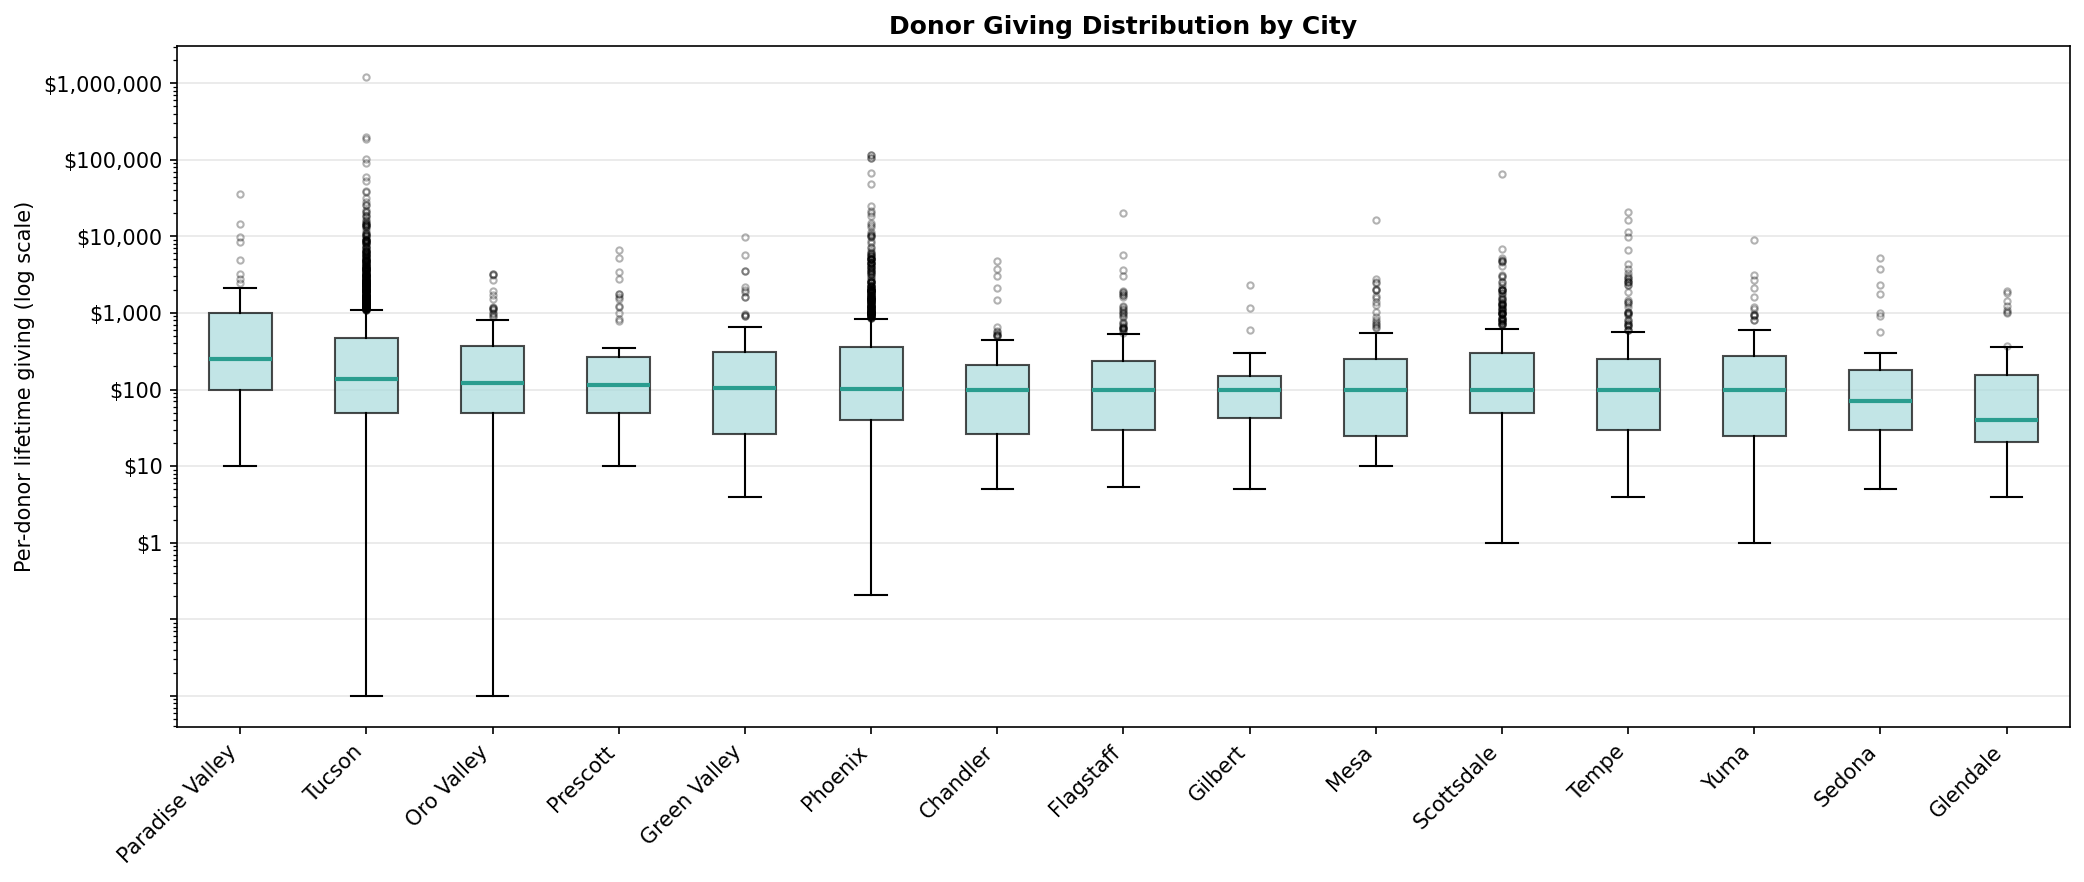 Donor Giving Distribution by City
Per-donor lifetime giving (log scale)
$1,000,000
$100,000
$10,000
$1,000
$100
$10
$1
Paradise Valley
Tucson
Oro Valley
Prescott
Green Valley
Phoenix
Chandler
Flagstaff
Gilbert
Mesa
Scottsdale
Tempe
Yuma
Sedona
Glendale